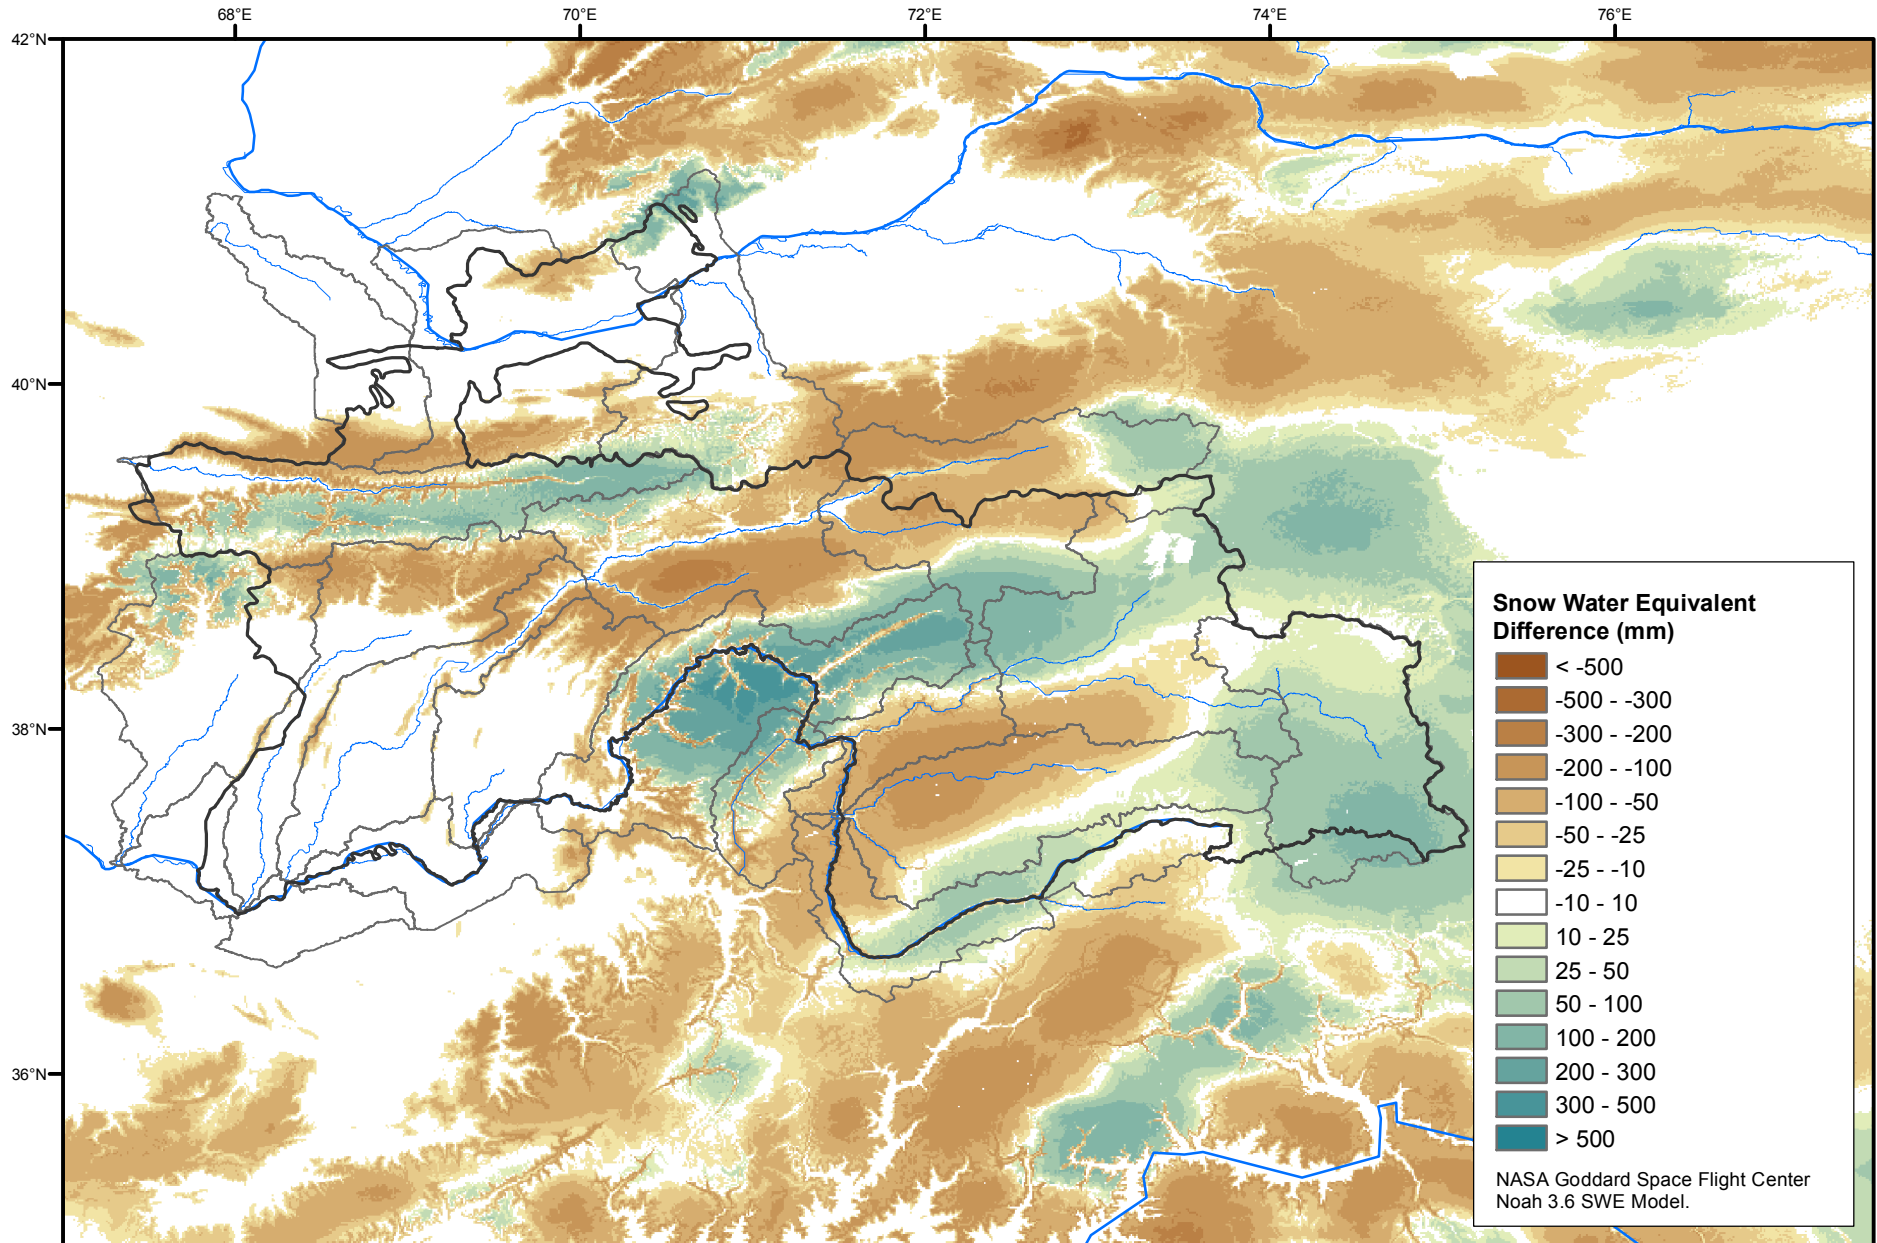 68°E
70°E
72°E
74°E
76°E
42°N
40°N
38°N
36°N
Snow Water Equivalent
Difference (mm)
< -500
-500 - -300
-300 - -200
-200 - -100
-100 - -50
-50 - -25
-25 - -10
-10 - 10
10 - 25
25 - 50
50 - 100
100 - 200
200 - 300
300 - 500
> 500
NASA Goddard Space Flight Center
Noah 3.6 SWE Model.